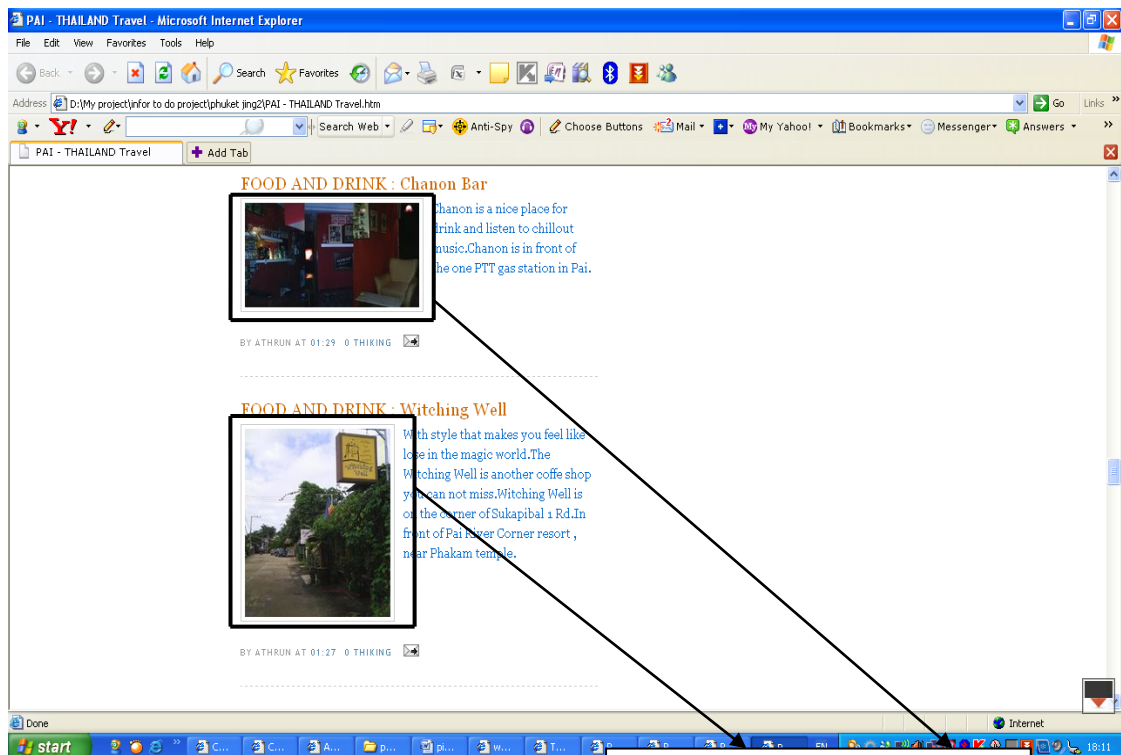 PAI - THAILAND Travel - Microsoft Internet Explorer
File Edit View Favorites Tools Help
Back Search Favorites
Address D:\My project\infor to do project\phuket jing2\PAI - THAILAND Travel.htm Go Links »
Y! Search Web Anti-Spy Choose Buttons Mail My Yahoo! Bookmarks Messenger Answers »
PAI - THAILAND Travel Add Tab
FOOD AND DRINK : Chanon Bar
Chanon is a nice place for
drink and listen to chillout
music.Chanon is in front of
the one PTT gas station in Pai.
BY ATHRUN AT 01:29 0 THIKING
FOOD AND DRINK : Witching Well
With style that makes you feel like
lose in the magic world.The
Witching Well is another coffe shop
you can not miss.Witching Well is
on the corner of Sukapibal 1 Rd.In
front of Pai River Corner resort ,
near Phakam temple.
BY ATHRUN AT 01:27 0 THIKING
Done Internet
start » C... C... A... p... pi... w... T... EN 18:11